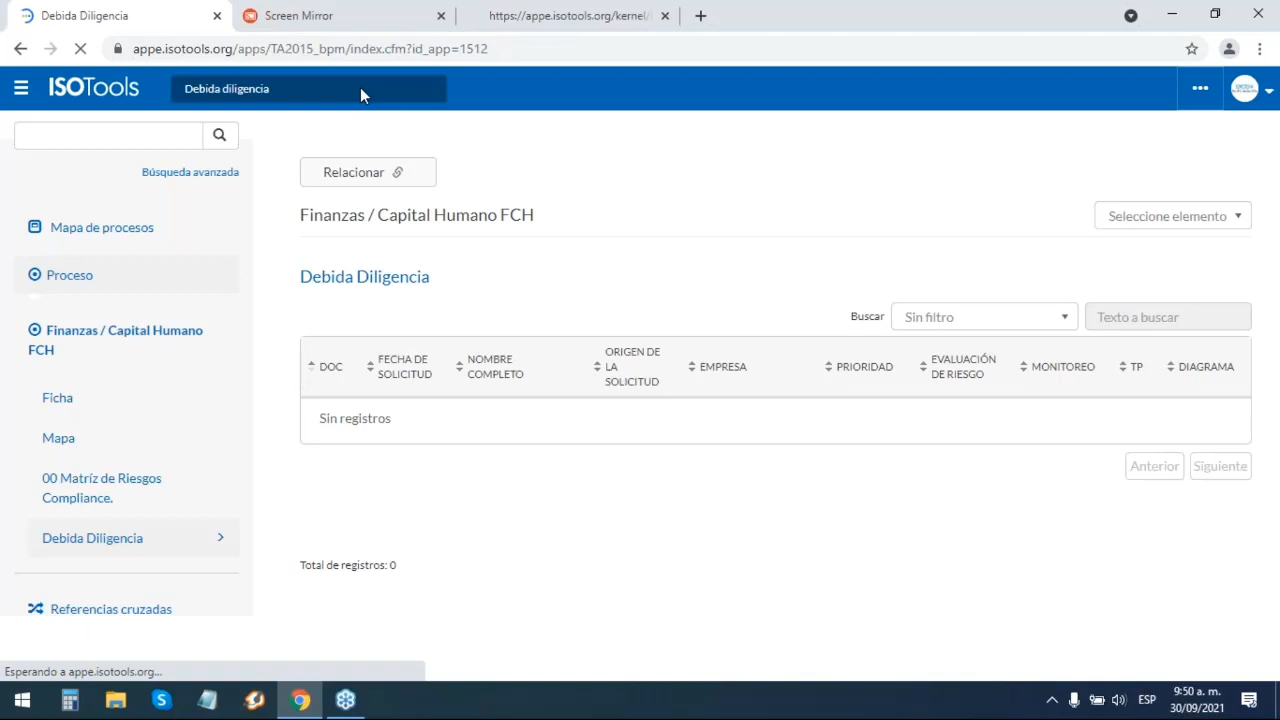 Debida Diligencia
Screen Mirror
https://appe.isotools.org/kernel/
appe.isotools.org/apps/TA2015_bpm/index.cfm?id_app=1512
ISOTools
Debida diligencia
Búsqueda avanzada
Relacionar
Finanzas / Capital Humano FCH
Seleccione elemento
Mapa de procesos
Proceso
Finanzas / Capital Humano
FCH
Ficha
Mapa
00 Matríz de Riesgos
Compliance.
Debida Diligencia
Referencias cruzadas
Debida Diligencia
Buscar
Sin filtro
Texto a buscar
DOC
FECHA DE
SOLICITUD
NOMBRE
COMPLETO
ORIGEN DE
LA
SOLICITUD
EMPRESA
PRIORIDAD
EVALUACIÓN
DE RIESGO
MONITOREO
TP
DIAGRAMA
Sin registros
Anterior
Siguiente
Total de registros: 0
Esperando a appe.isotools.org...
ESP
9:50 a. m.
30/09/2021